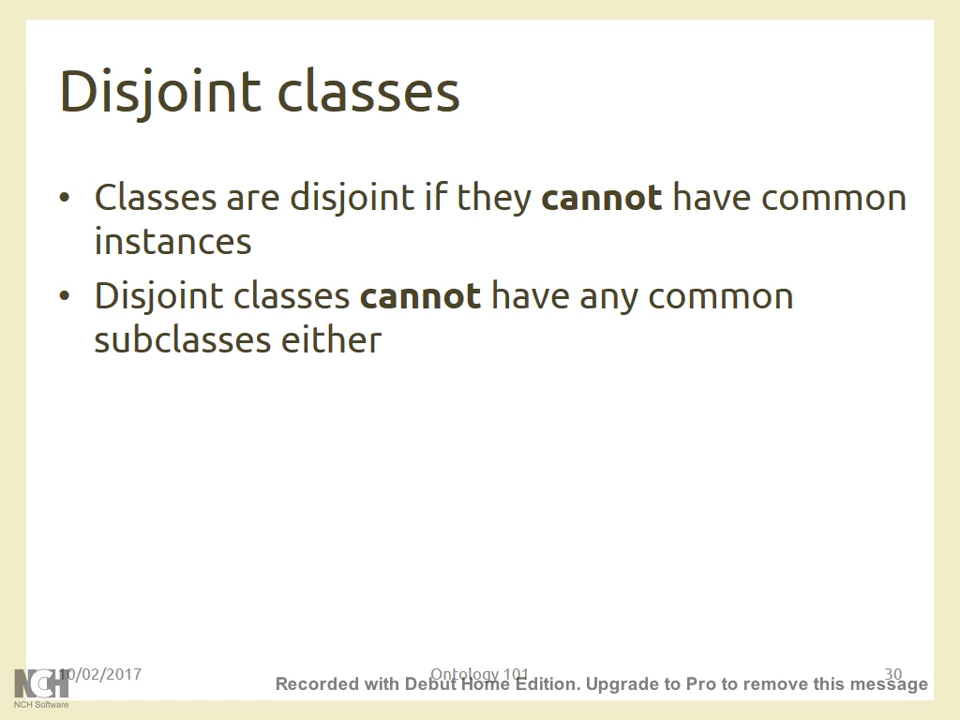 Disjoint classes
• Classes are disjoint if they cannot have common
instances
• Disjoint classes cannot have any common
subclasses either
10/02/2017
Ontology 101
30
Recorded with Debut Home Edition. Upgrade to Pro to remove this message
NCH
NCH Software